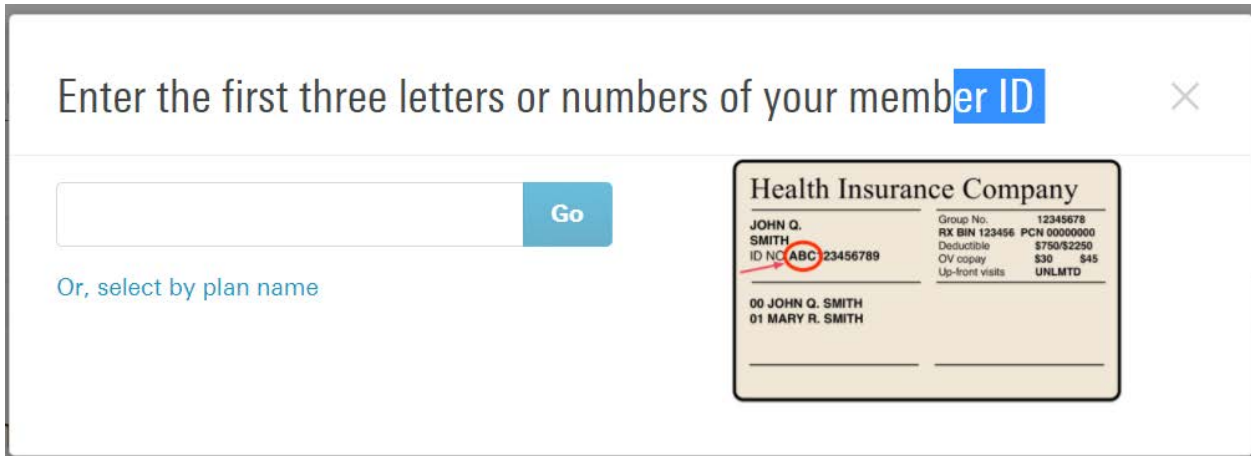 Enter the first three letters or numbers of your member ID
Go
Or, select by plan name
Health Insurance Company
JOHN Q.
SMITH
ID NO ABC123456789
00 JOHN Q. SMITH
01 MARY R. SMITH
Group No. 12345678
RX BIN 123456 PCN 00000000
Deductible $750/$2250
OV copay $30 $45
Up-front visits UNLMTD